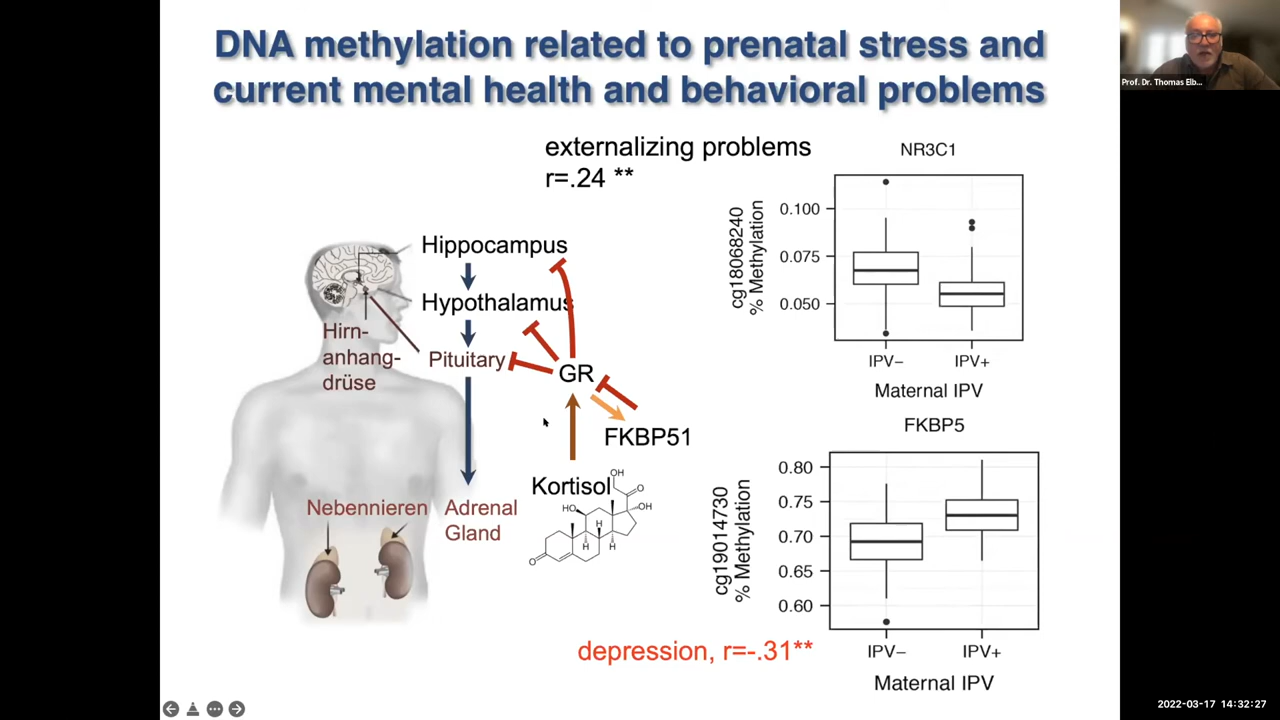 DNA methylation related to prenatal stress and
current mental health and behavioral problems
Prof. Dr. Thomas Elb...
externalizing problems
r=.24 **
Hippocampus
Hypothalamus
Hirn-
anhang-
drüse
Pituitary
GR
FKBP51
Kortisol
Nebennieren
Adrenal
Gland
OH
O
HO
OH
H
H
H
O
NR3C1
cg18068240
% Methylation
0.100
0.075
0.050
IPV− IPV+
Maternal IPV
FKBP5
cg19014730
% Methylation
0.80
0.75
0.70
0.65
0.60
IPV− IPV+
Maternal IPV
depression, r=-.31**
2022-03-17 14:32:27